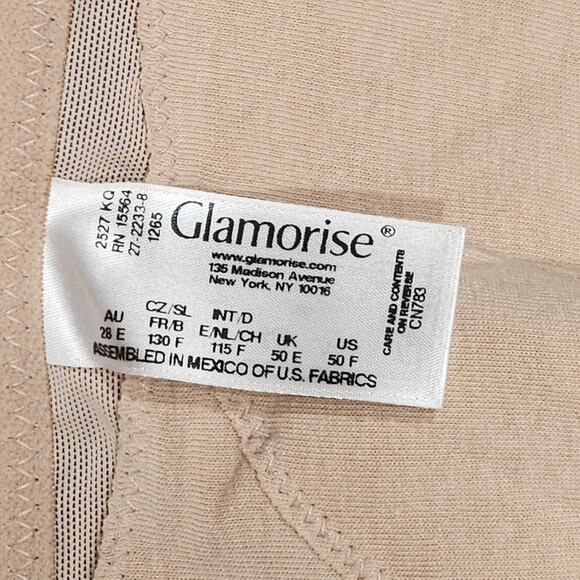 Glamorise®
www.glamorise.com
135 Madison Avenue
New York, NY 10016
AU CZ/SL FR/B INT/D E/NL/CH UK US
28 E 130 F 115 F 50 E 50 F
ASSEMBLED IN MEXICO OF U.S. FABRICS
2527 KQ
RN 15564
27-2233-8
1265
CARE AND CONTENTS
ON REVERSE
CN783